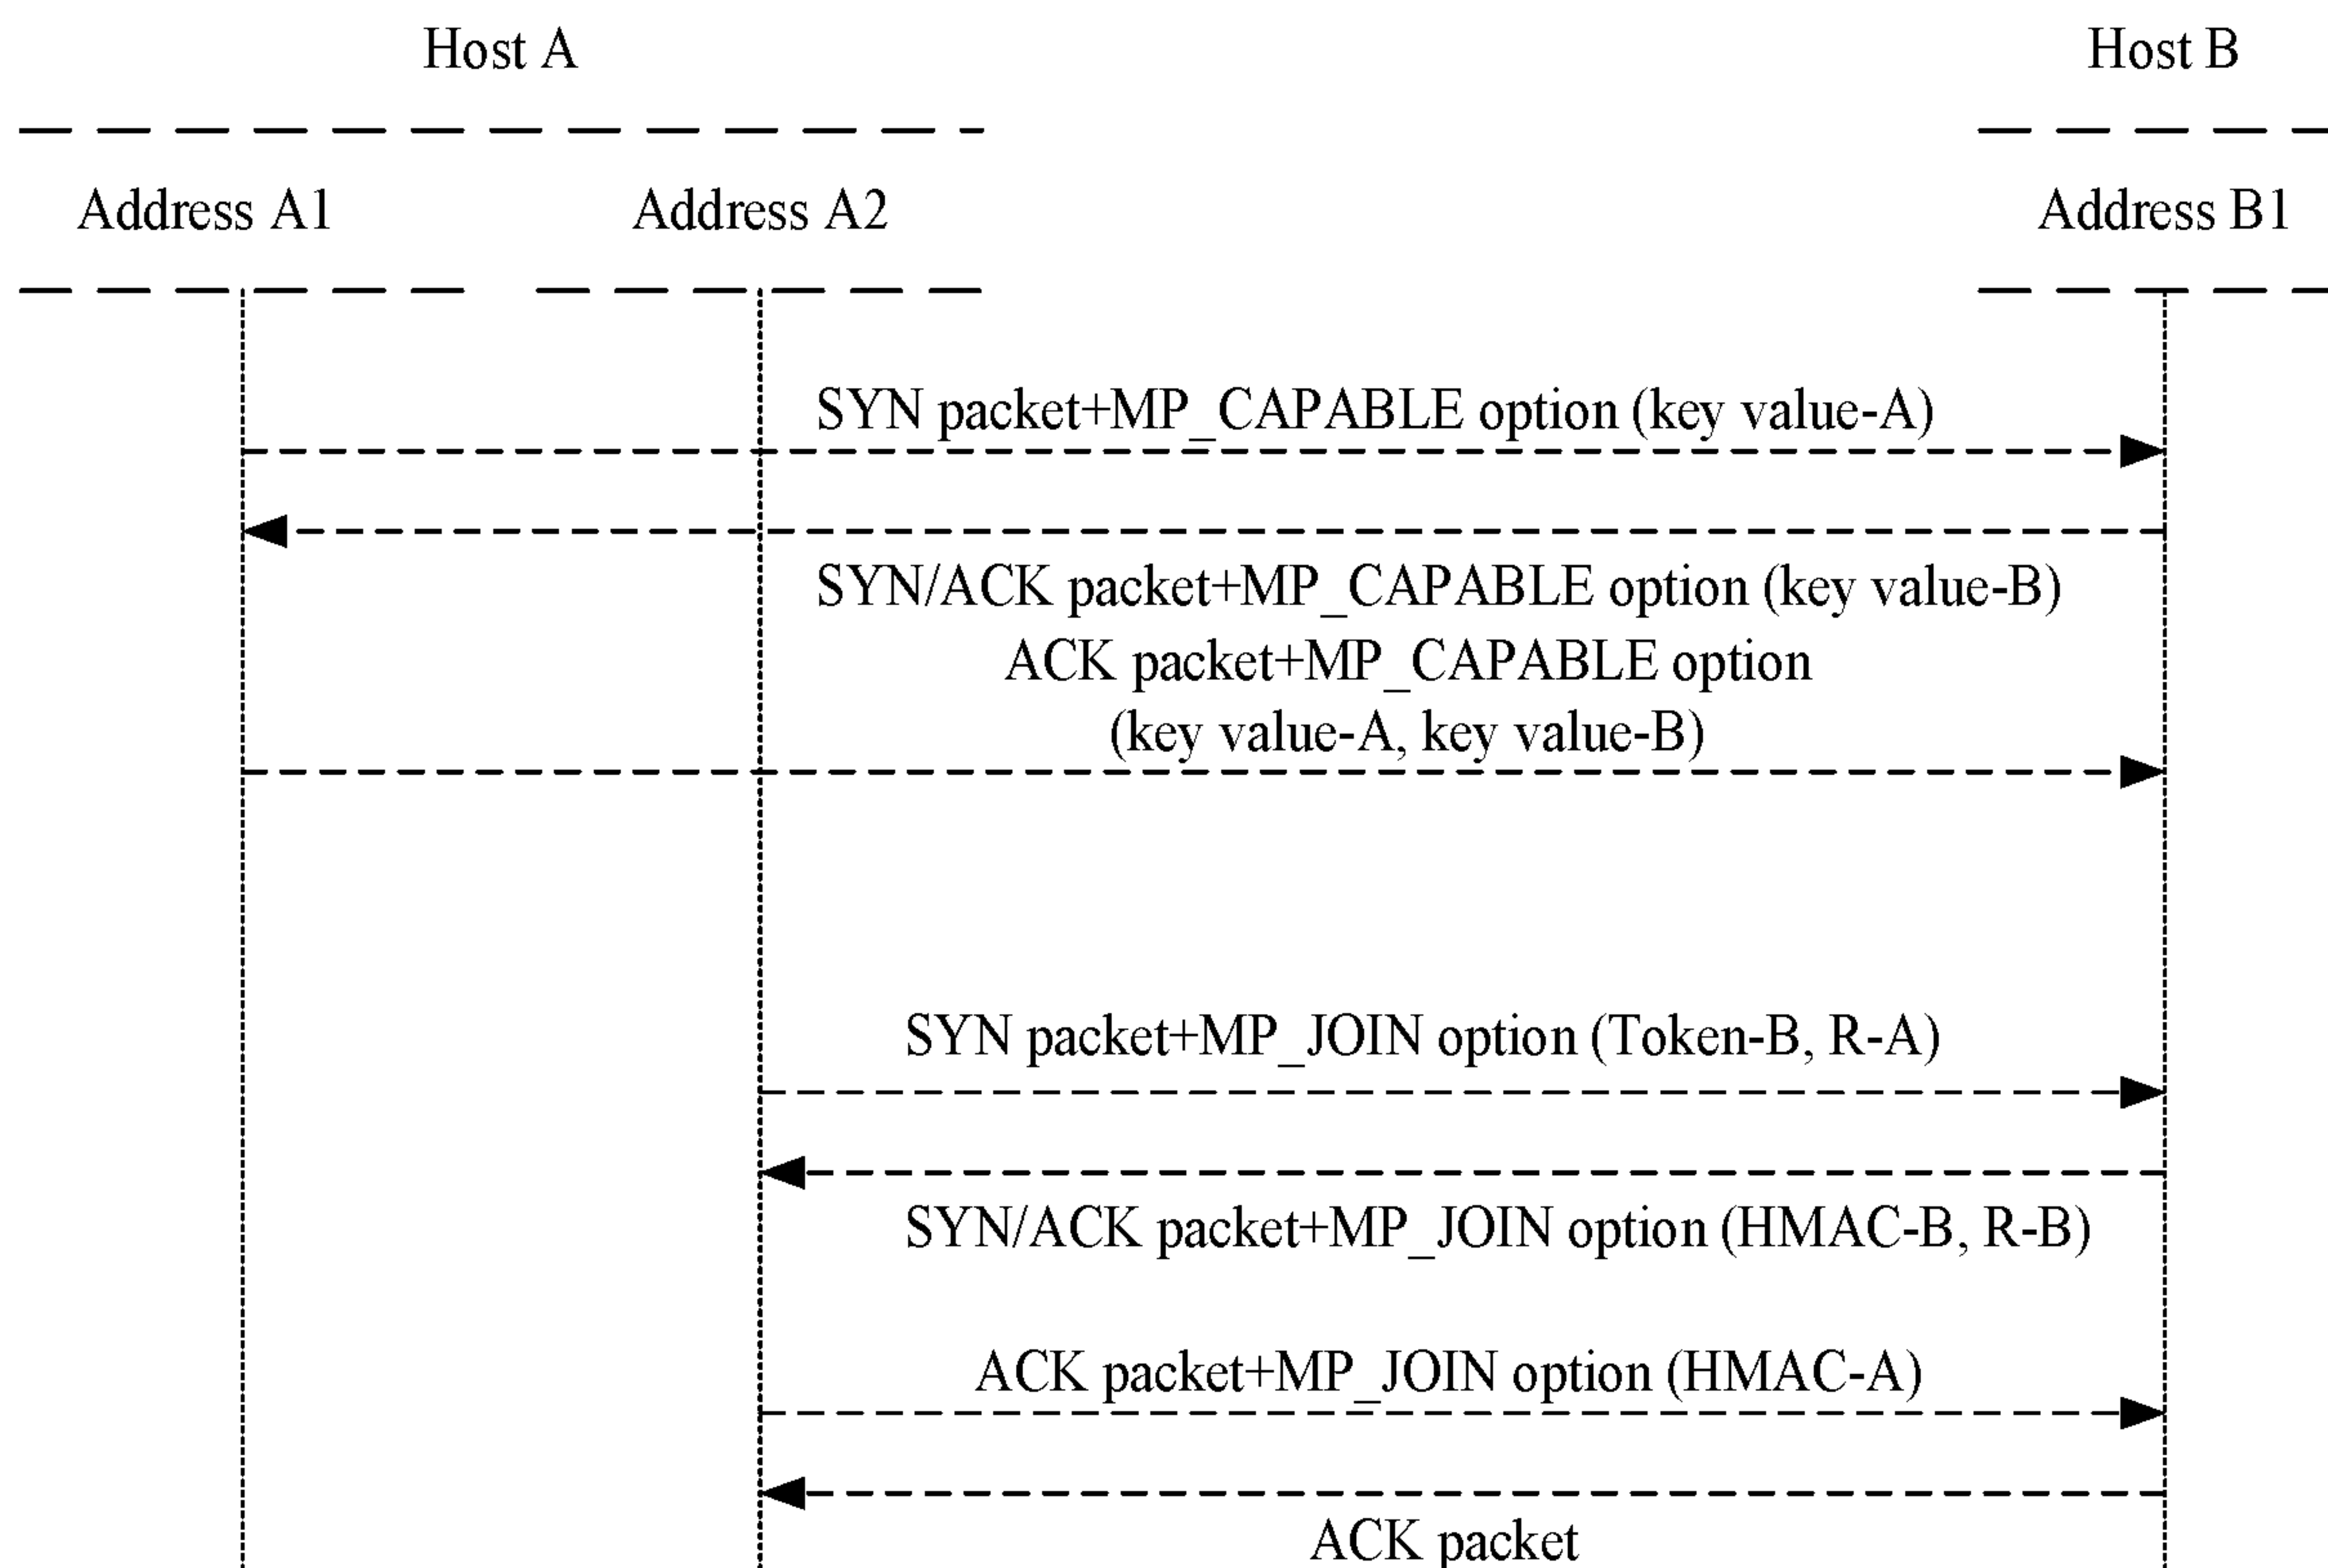 Host A
Host B
Address A1
Address A2
Address B1
SYN packet+MP_CAPABLE option (key value-A)
SYN/ACK packet+MP_CAPABLE option (key value-B)
ACK packet+MP_CAPABLE option
(key value-A, key value-B)
SYN packet+MP_JOIN option (Token-B, R-A)
SYN/ACK packet+MP_JOIN option (HMAC-B, R-B)
ACK packet+MP_JOIN option (HMAC-A)
ACK packet